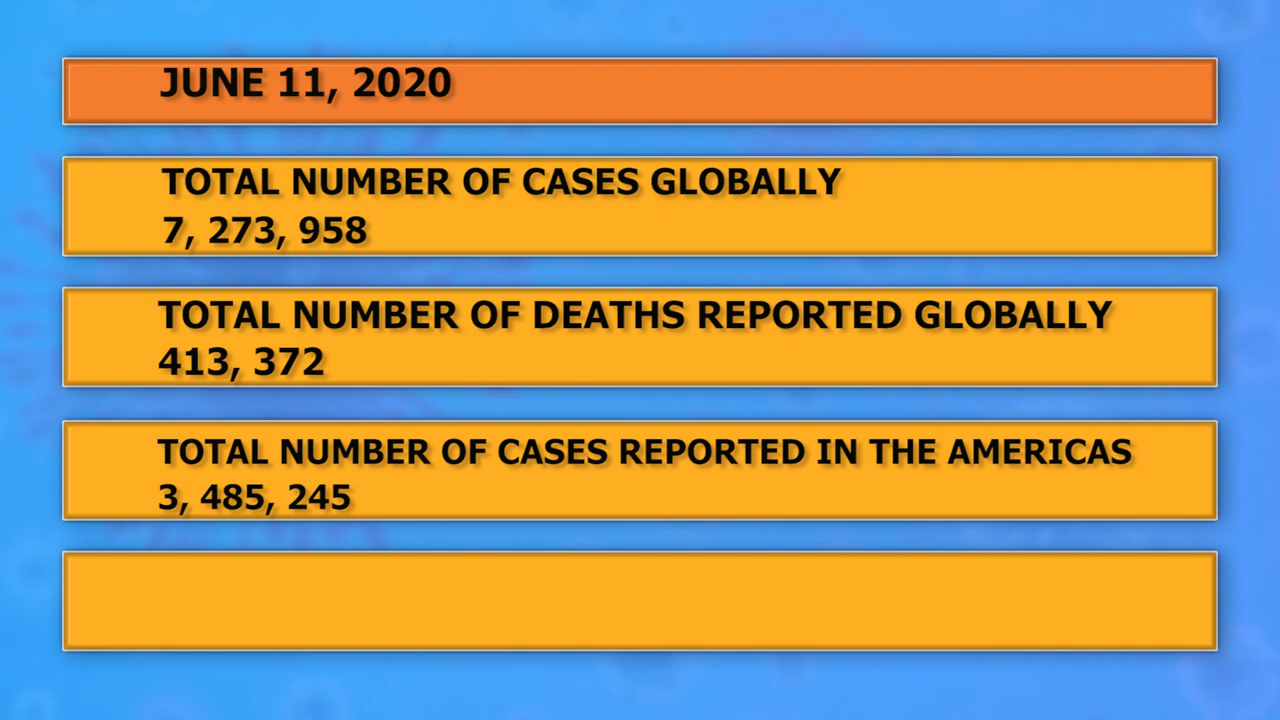 JUNE 11, 2020
TOTAL NUMBER OF CASES GLOBALLY
7, 273, 958
TOTAL NUMBER OF DEATHS REPORTED GLOBALLY
413, 372
TOTAL NUMBER OF CASES REPORTED IN THE AMERICAS
3, 485, 245